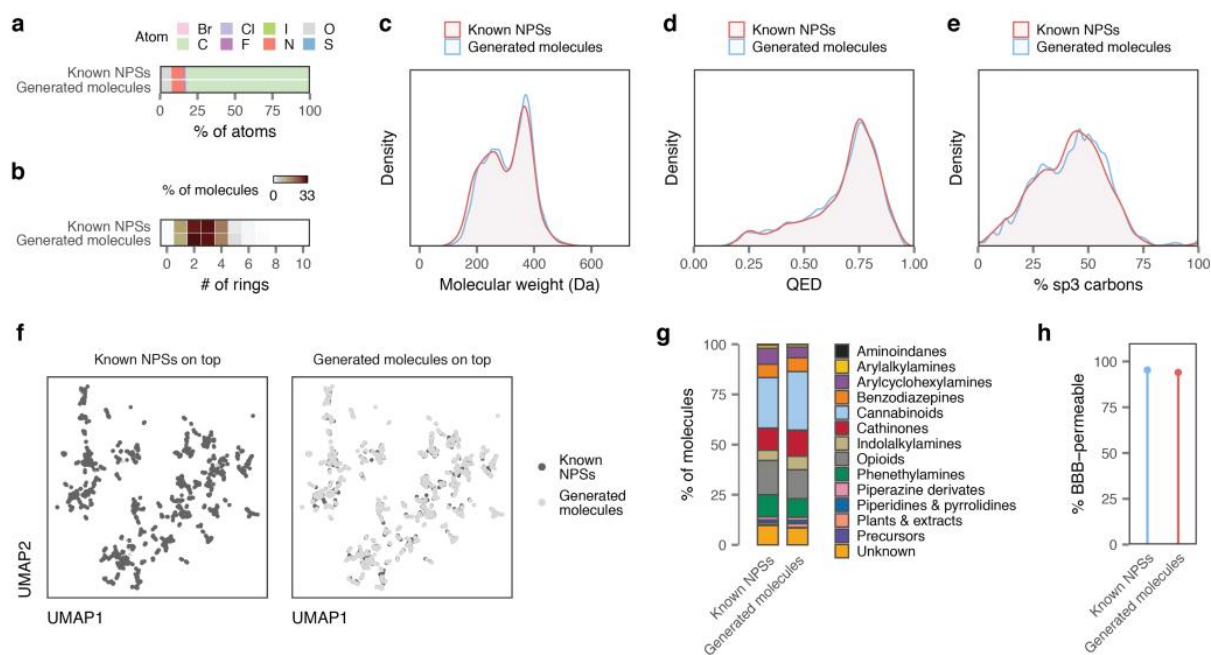 a
Atom
Br Cl I O
C F N S
Known NPSs
Generated molecules
0 25 50 75 100
% of atoms
b
% of molecules
0 33
Known NPSs
Generated molecules
0 2 4 6 8 10
# of rings
c
Known NPSs
Generated molecules
Density
0 200 400 600
Molecular weight (Da)
d
Known NPSs
Generated molecules
Density
0.00 0.25 0.50 0.75 1.00
QED
e
Known NPSs
Generated molecules
Density
0 25 50 75 100
% sp3 carbons
f
Known NPSs on top
Generated molecules on top
UMAP2
UMAP1
UMAP1
Known
NPSs
Generated
molecules
g
% of molecules
100
75
50
25
0
Known NPSs
Generated molecules
Aminoindanes
Arylalkylamines
Arylcyclohexylamines
Benzodiazepines
Cannabinoids
Cathinones
Indolalkylamines
Opioids
Phenethylamines
Piperazine derivates
Piperidines & pyrrolidines
Plants & extracts
Precursors
Unknown
h
% BBB-permeable
100
75
50
25
0
Known NPSs
Generated molecules